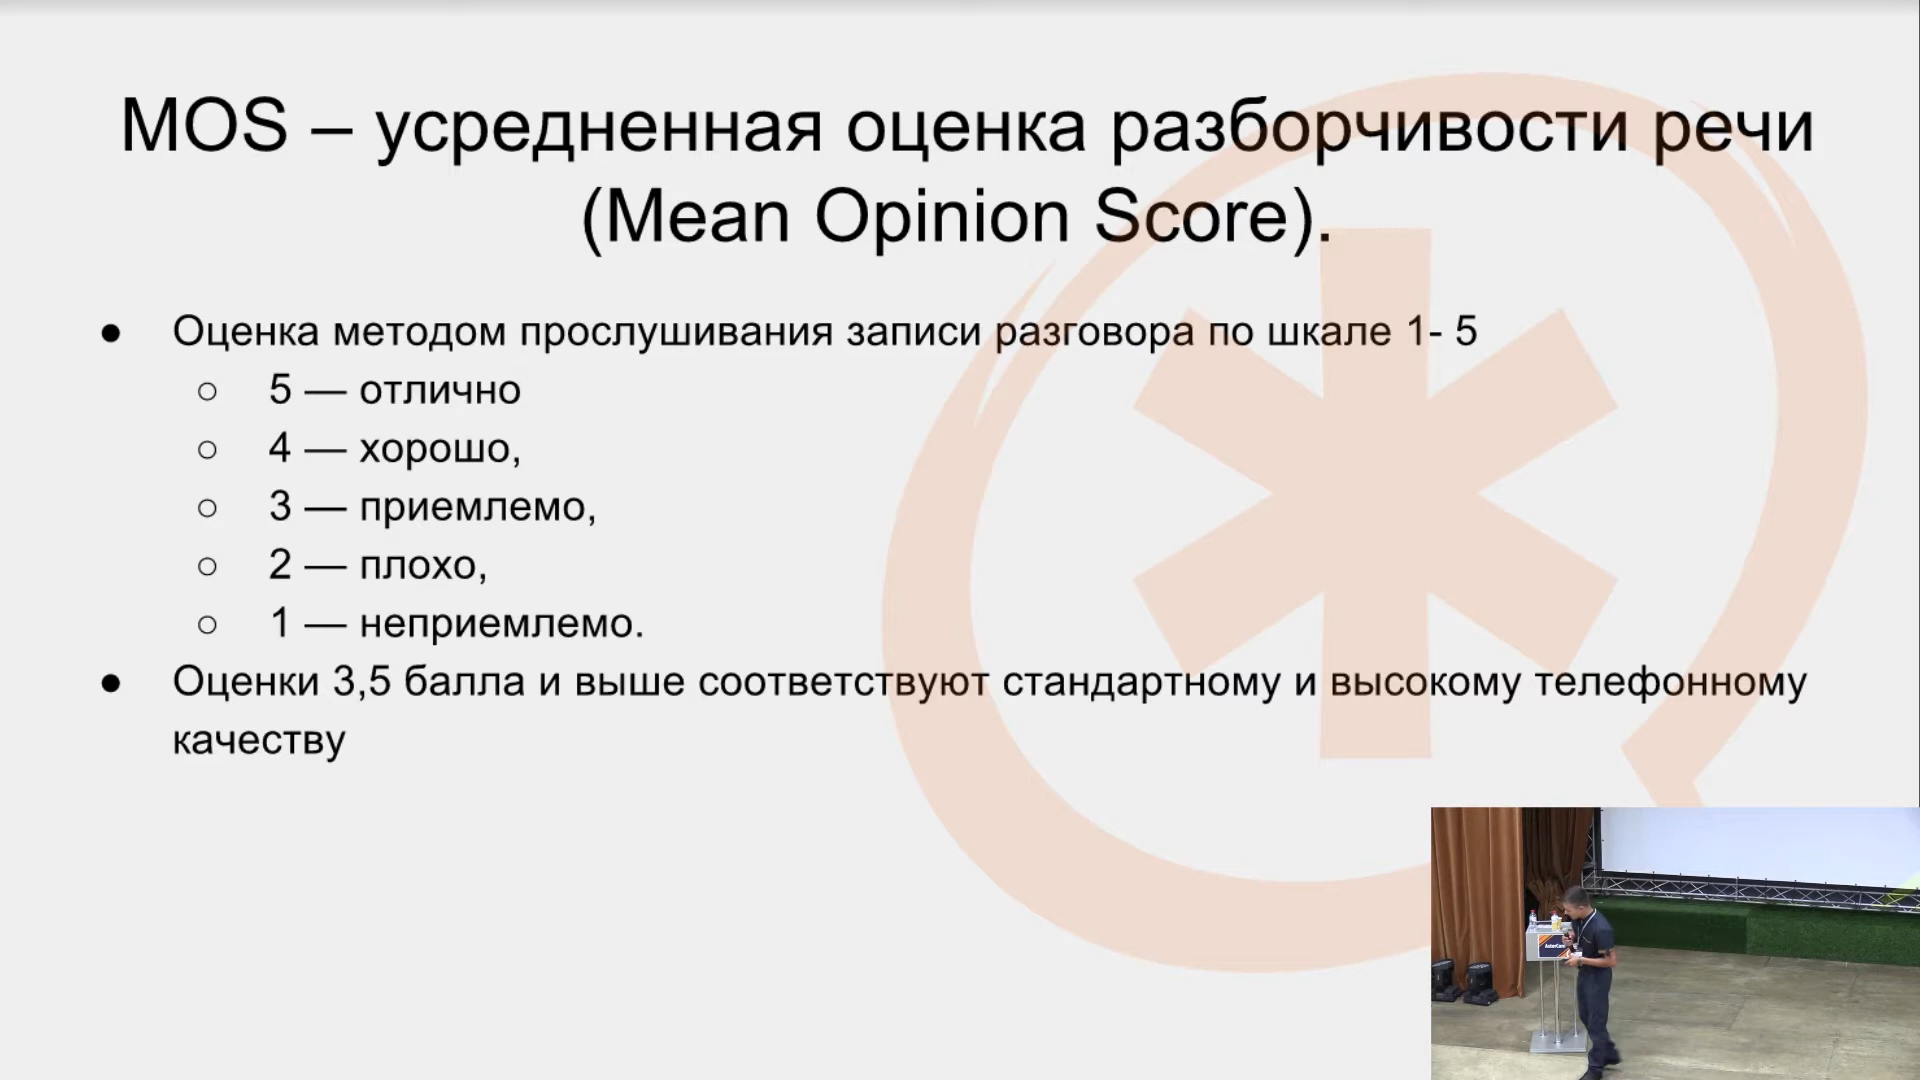 MOS – усредненная оценка разборчивости речи
(Mean Opinion Score).
● Оценка методом прослушивания записи разговора по шкале 1- 5
○ 5 — отлично
○ 4 — хорошо,
○ 3 — приемлемо,
○ 2 — плохо,
○ 1 — неприемлемо.
● Оценки 3,5 балла и выше соответствуют стандартному и высокому телефонному
качеству